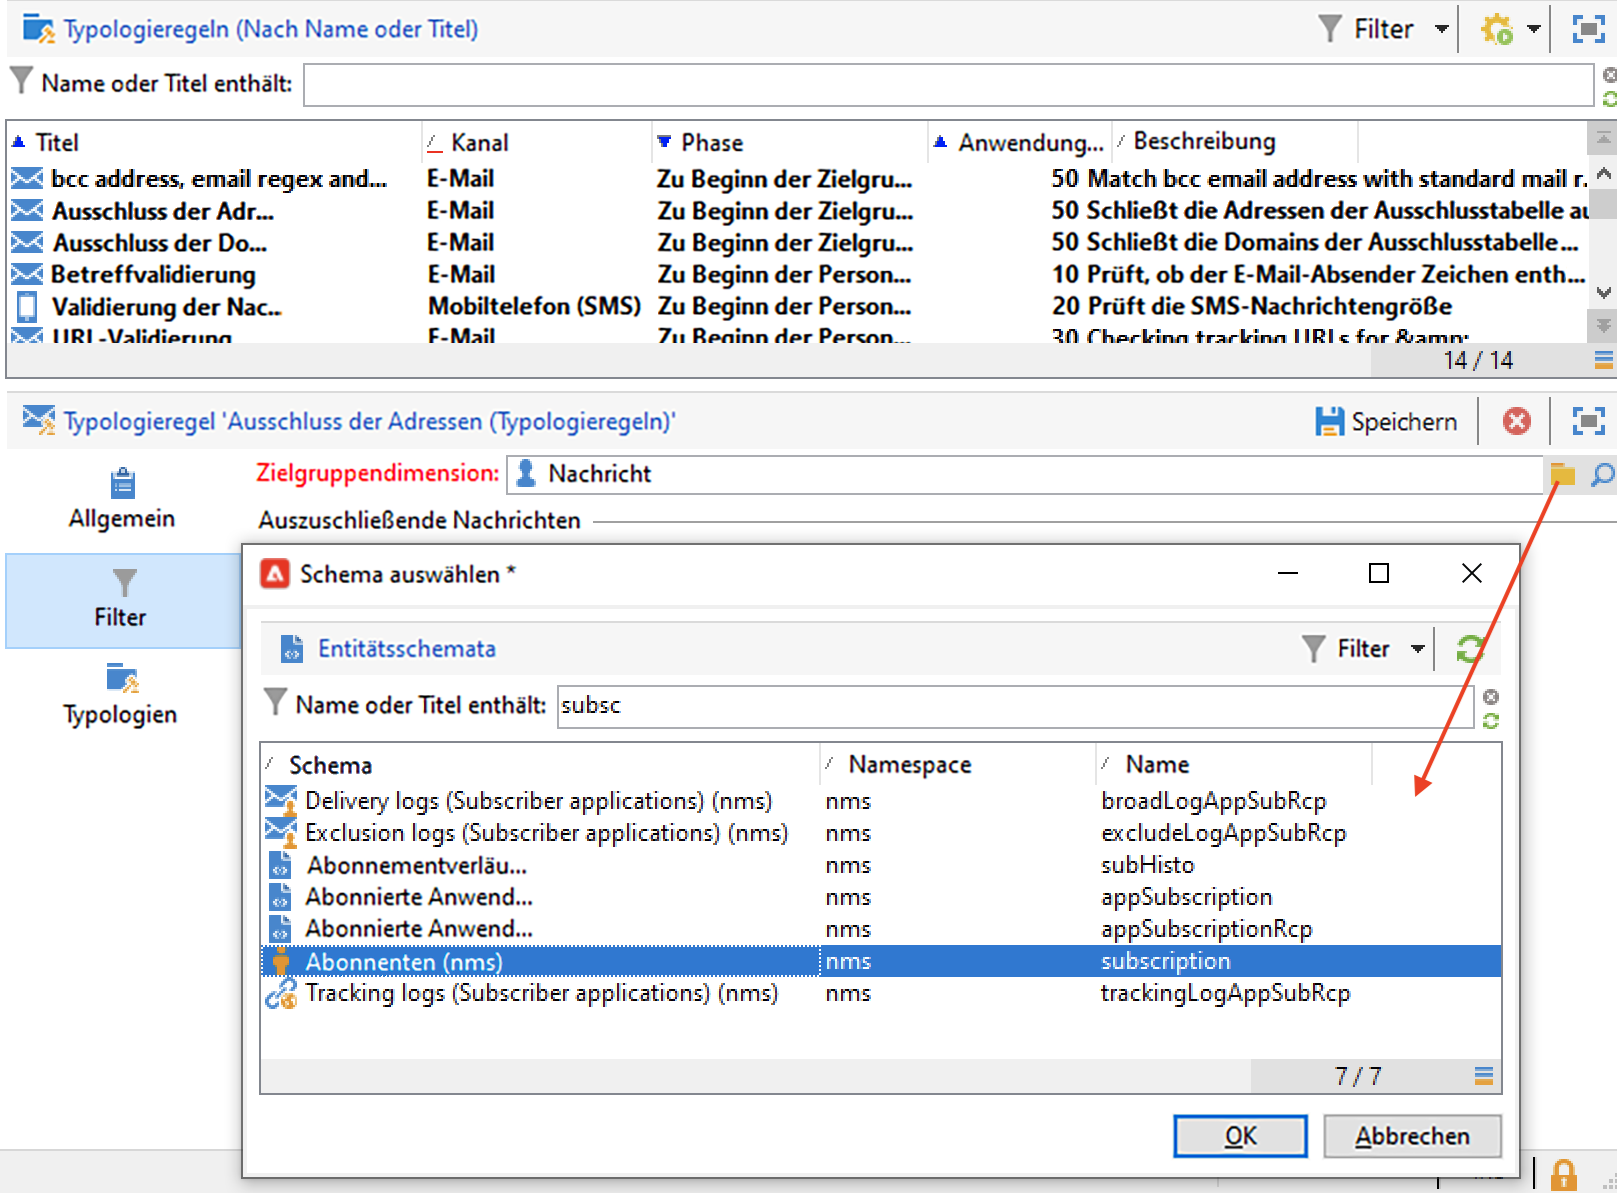 Typologieregeln (Nach Name oder Titel)
Filter
Name oder Titel enthält:
Titel Kanal Phase Anwendung... Beschreibung
bcc address, email regex and... E-Mail Zu Beginn der Zielgru... 50 Match bcc email address with standard mail r.
Ausschluss der Adr... E-Mail Zu Beginn der Zielgru... 50 Schließt die Adressen der Ausschlusstabelle au
Ausschluss der Do... E-Mail Zu Beginn der Zielgru... 50 Schließt die Domains der Ausschlusstabelle...
Betreffvalidierung E-Mail Zu Beginn der Person... 10 Prüft, ob der E-Mail-Absender Zeichen enth...
Validierung der Nac... Mobiltelefon (SMS) Zu Beginn der Person... 20 Prüft die SMS-Nachrichtengröße
URL-Validierung E-Mail Zu Beginn der Person... 30 Checking tracking URLs for &amp;
14 / 14
Typologieregel 'Ausschluss der Adressen (Typologieregeln)'
Speichern
Zielgruppendimension: Nachricht
Allgemein
Auszuschließende Nachrichten
Filter
Typologien
Schema auswählen *
Entitätsschemata
Filter
Name oder Titel enthält: subsc
Schema Namespace Name
Delivery logs (Subscriber applications) (nms) nms broadLogAppSubRcp
Exclusion logs (Subscriber applications) (nms) nms excludeLogAppSubRcp
Abonnementverläu... nms subHisto
Abonnierte Anwend... nms appSubscription
Abonnierte Anwend... nms appSubscriptionRcp
Abonnenten (nms) nms subscription
Tracking logs (Subscriber applications) (nms) nms trackingLogAppSubRcp
7 / 7
OK
Abbrechen